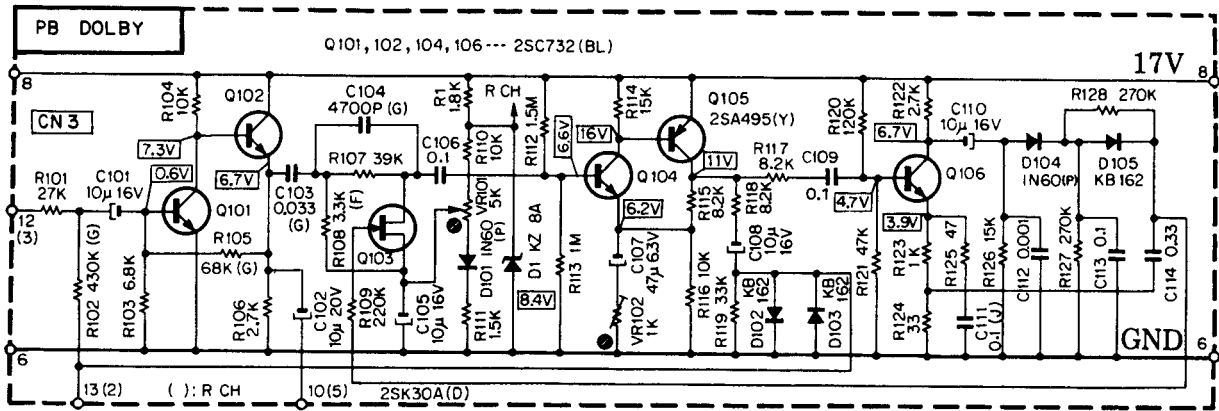 PB DOLBY
Q101, 102, 104, 106 --- 2SC732(BL)
17V
8
8
CN3
R104
10K
Q102
7.3V
0.6V
6.7V
R101
27K
C101
10μ 16V
Q101
12
(3)
R102 430K (G)
R103 6.8K
R105
68K (G)
R106
2.7K
C102
10μ 20V
C103
0.033
(G)
C104
4700P (G)
R107 39K
R108 3.3K
(F)
Q103
R109
220K
C105
10μ 16V
C106
0.1
R1
1.8K
R CH
R110
10K
VR101
5K
D101 IN60
(P)
R111
1.5K
D1 KZ 8A
8.4V
R112 1.5M
R113 1M
6.6V
16V
R114
15K
Q104
6.2V
C107
47μ 6.3V
VR102
1K
Q105
2SA495(Y)
11V
R115
8.2K
R116 10K
R117
8.2K
R118
8.2K
C108
10μ
16V
R119 33K
KB
162
D102
KB
162
D103
C109
0.1
R120
120K
4.7V
R121 47K
R122
2.7K
6.7V
Q106
3.9V
R123
1K
R124
33
R125 47
C111
0.1 (J)
C110
10μ 16V
R126 15K
C112 0.001
D104
IN60(P)
R127 270K
C113 0.1
R128 270K
D105
KB162
C114 0.33
GND
6
6
13(2)
( ): R CH
10(5)
2SK30A(D)